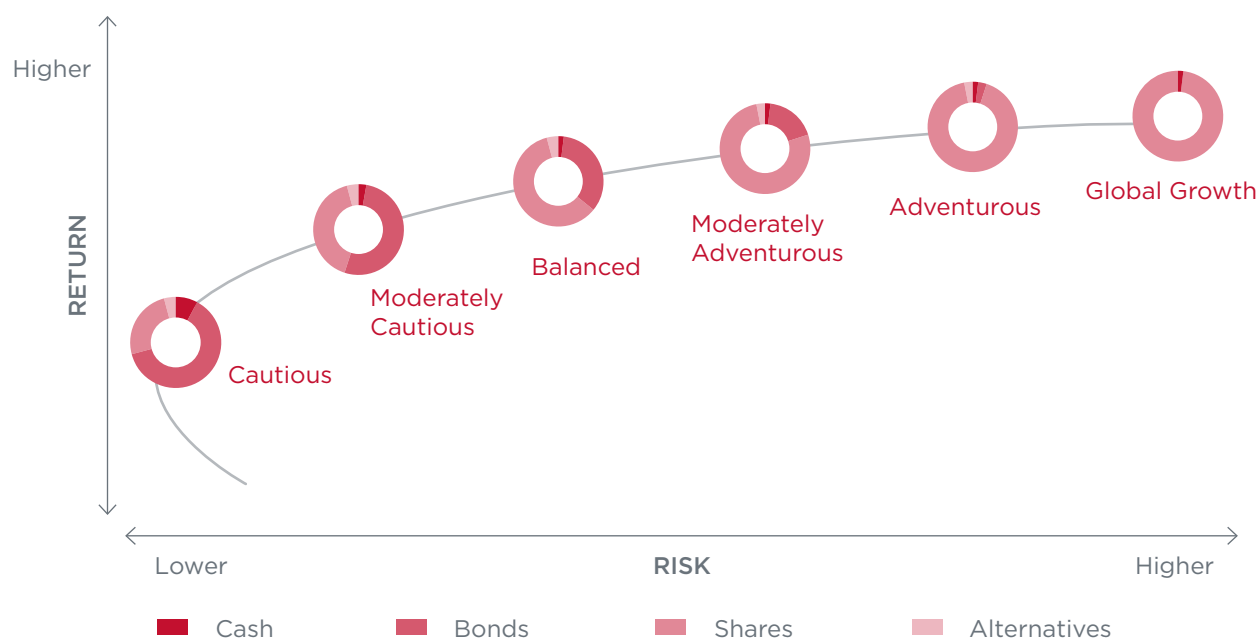 Higher
RETURN
Cautious
Moderately
Cautious
Balanced
Moderately
Adventurous
Adventurous
Global Growth
Lower
RISK
Higher
Cash
Bonds
Shares
Alternatives